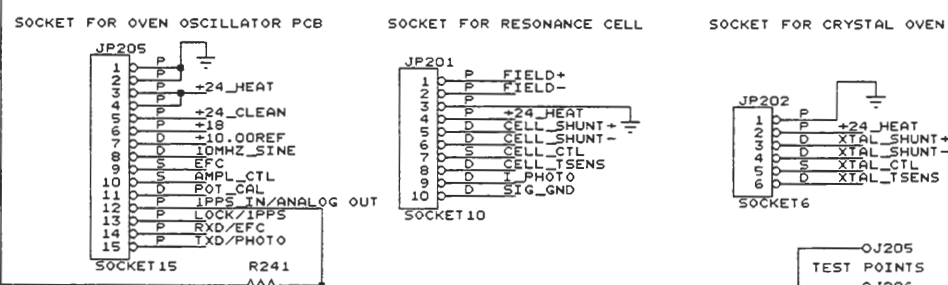 SOCKET FOR OVEN OSCILLATOR PCB
JP205
1 P
2 P
3 P +24_HEAT
4 P
5 P +24_CLEAN
6 P +18
7 D +10.00REF
8 D 10MHZ_SINE
9 S EFC
10 S AMPL_CTL
11 D POT_CAL
12 P 1PPS_IN/ANALOG OUT
13 P LOCK/1PPS
14 P RXD/EFC
15 P TXD/PHOTO
SOCKET15
R241
SOCKET FOR RESONANCE CELL
JP201
1 P FIELD+
2 P FIELD-
3 P
4 P +24_HEAT
5 D CELL_SHUNT+
6 D CELL_SHUNT-
7 S CELL_CTL
8 D CELL_TSENS
9 D I_PHOTO
10 D SIG_GND
SOCKET10
SOCKET FOR CRYSTAL OVEN
JP202
1 P
2 P +24_HEAT
3 D XTAL_SHUNT+
4 D XTAL_SHUNT-
5 S XTAL_CTL
6 D XTAL_TSENS
SOCKET6
J205
TEST POINTS